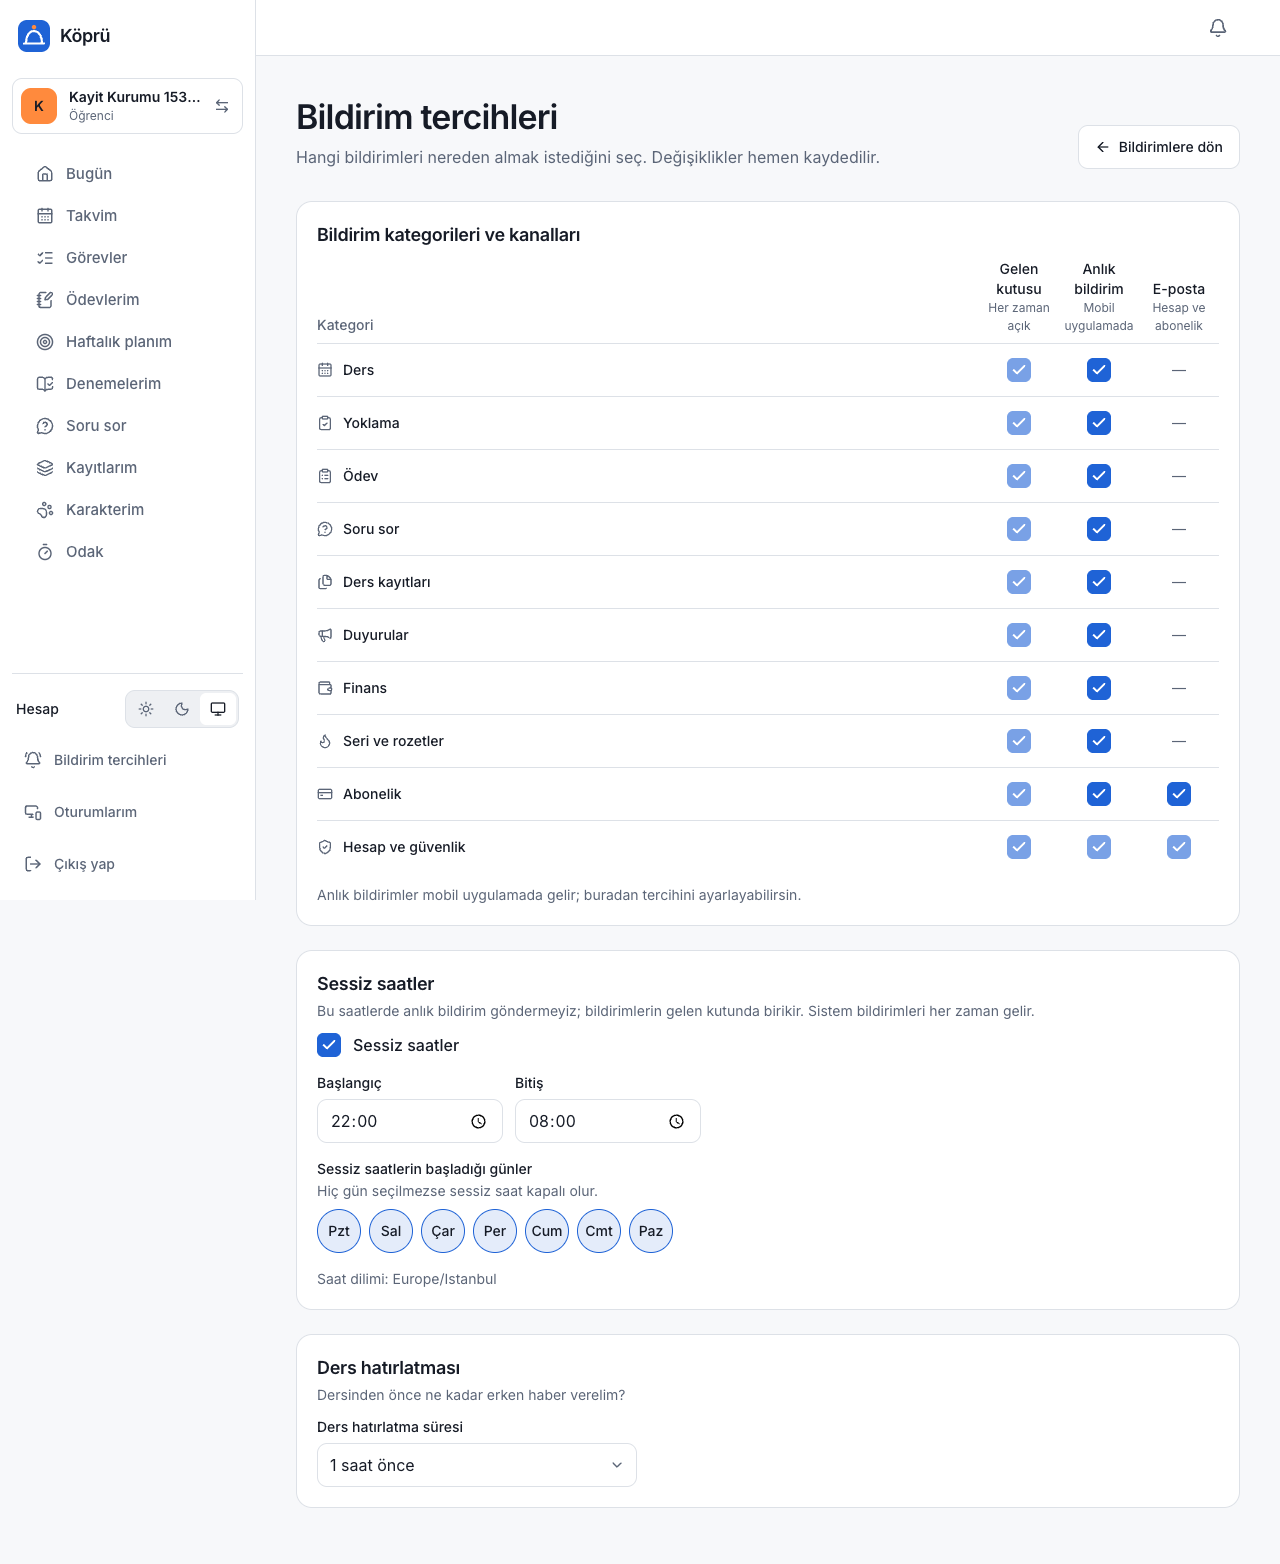 Köprü
K
Kayit Kurumu 153...
Öğrenci
Bugün
Takvim
Görevler
Ödevlerim
Haftalık planım
Denemelerim
Soru sor
Kayıtlarım
Karakterim
Odak
Hesap
Bildirim tercihleri
Oturumlarım
Çıkış yap
Bildirim tercihleri
Hangi bildirimleri nereden almak istediğini seç. Değişiklikler hemen kaydedilir.
Bildirimlere dön
Bildirim kategorileri ve kanalları
Kategori
Gelen
kutusu
Her zaman
açık
Anlık
bildirim
Mobil
uygulamada
E-posta
Hesap ve
abonelik
Ders
—
Yoklama
—
Ödev
—
Soru sor
—
Ders kayıtları
—
Duyurular
—
Finans
—
Seri ve rozetler
—
Abonelik
Hesap ve güvenlik
Anlık bildirimler mobil uygulamada gelir; buradan tercihini ayarlayabilirsin.
Sessiz saatler
Bu saatlerde anlık bildirim göndermeyiz; bildirimlerin gelen kutunda birikir. Sistem bildirimleri her zaman gelir.
Sessiz saatler
Başlangıç
Bitiş
22:00
08:00
Sessiz saatlerin başladığı günler
Hiç gün seçilmezse sessiz saat kapalı olur.
Pzt Sal Çar Per Cum Cmt Paz
Saat dilimi: Europe/Istanbul
Ders hatırlatması
Dersinden önce ne kadar erken haber verelim?
Ders hatırlatma süresi
1 saat önce